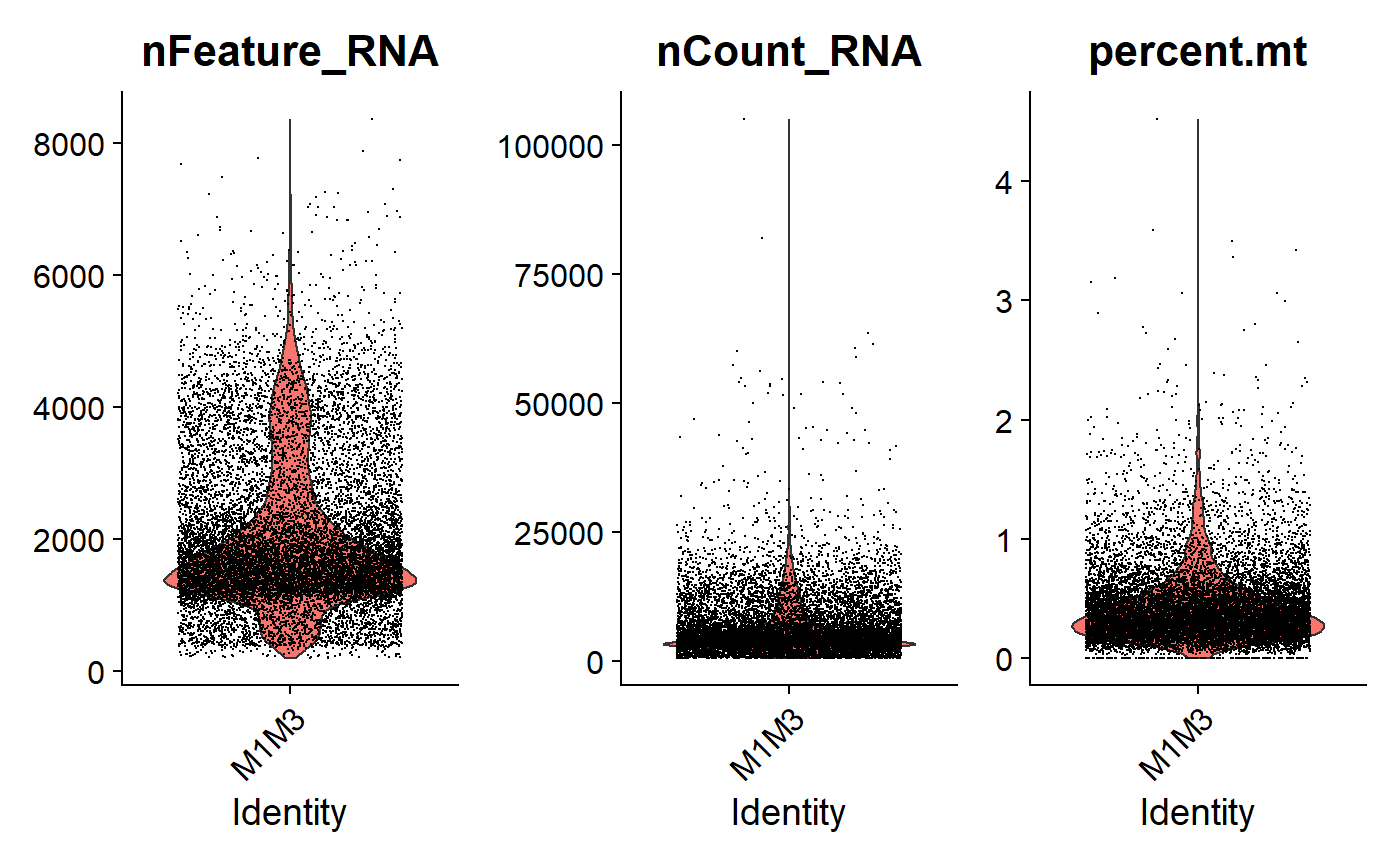 nFeature_RNA
8000
6000
4000
2000
0
M1M3
Identity
nCount_RNA
100000
75000
50000
25000
0
M1M3
Identity
percent.mt
4
3
2
1
0
M1M3
Identity